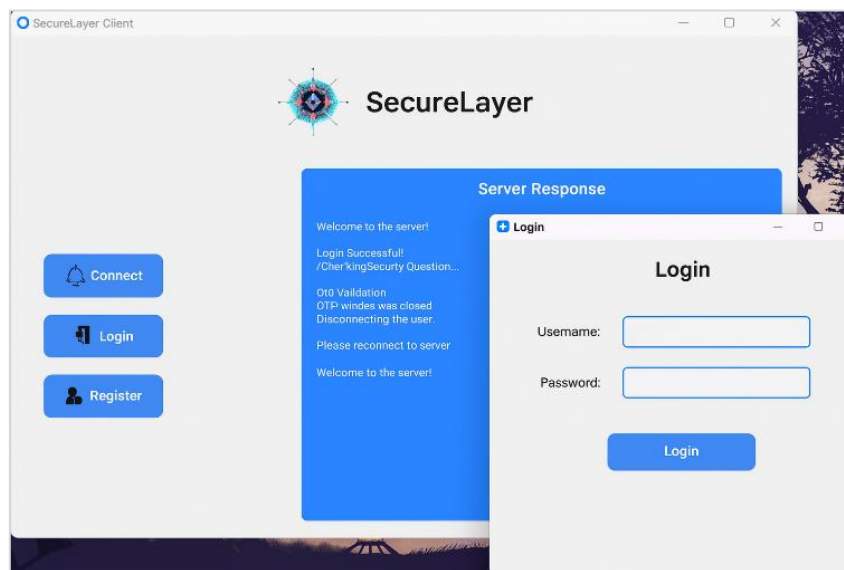 SecureLayer Ciient
SecureLayer
Server Response
Welcome to the server!
Login Successful!
/Cher'kingSecurty Question...
Ot0 Vaildation
OTP windes was closed
Disconnecting the user.
Please reconnect to server
Welcome to the server!
Connect
Login
Register
Login
Login
Usemame:
Password:
Login